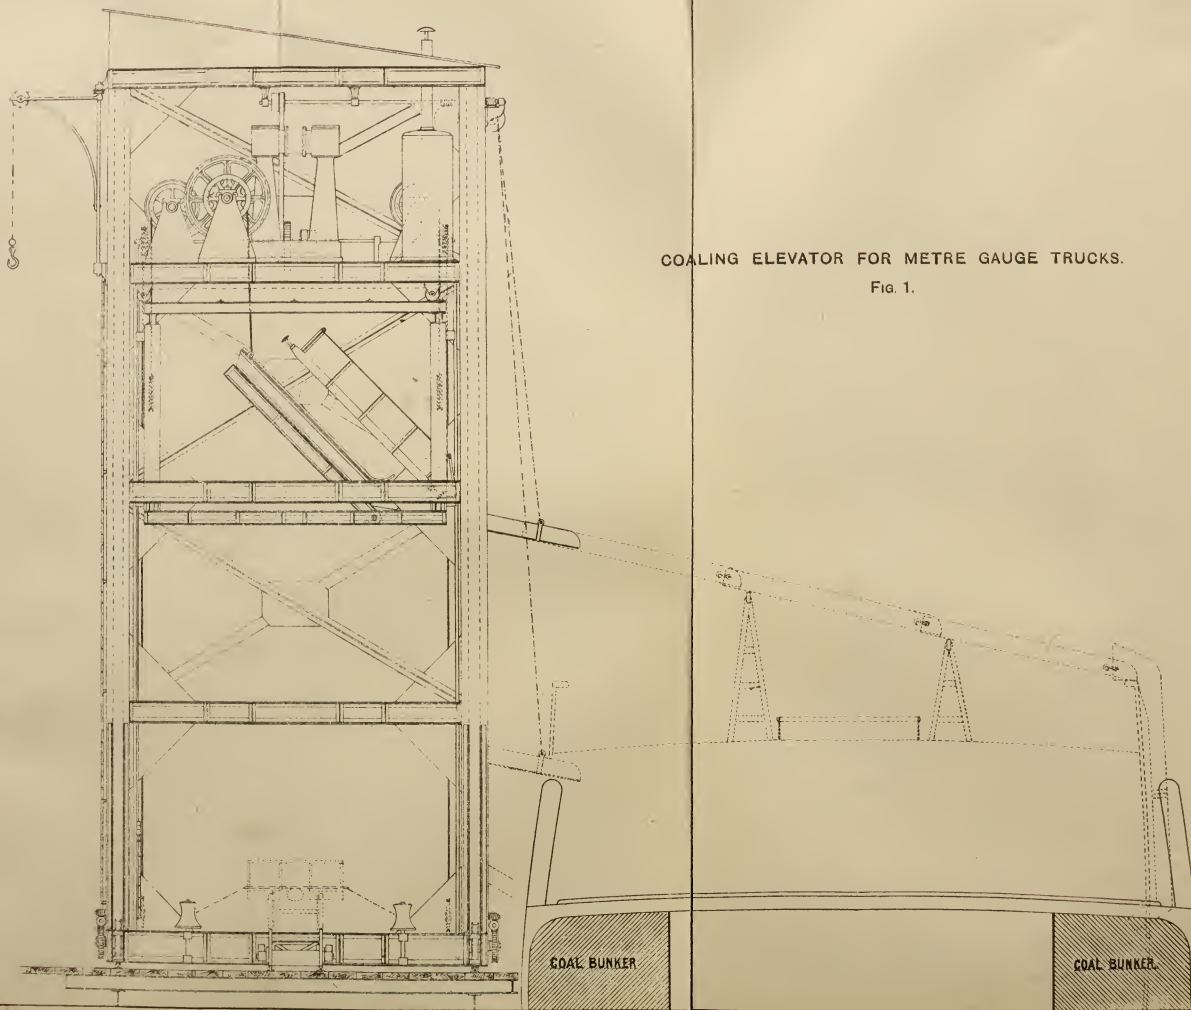 COALING ELEVATOR FOR METRE GAUGE TRUCKS.
FIG. 1.
COAL BUNKER
COAL BUNKER.